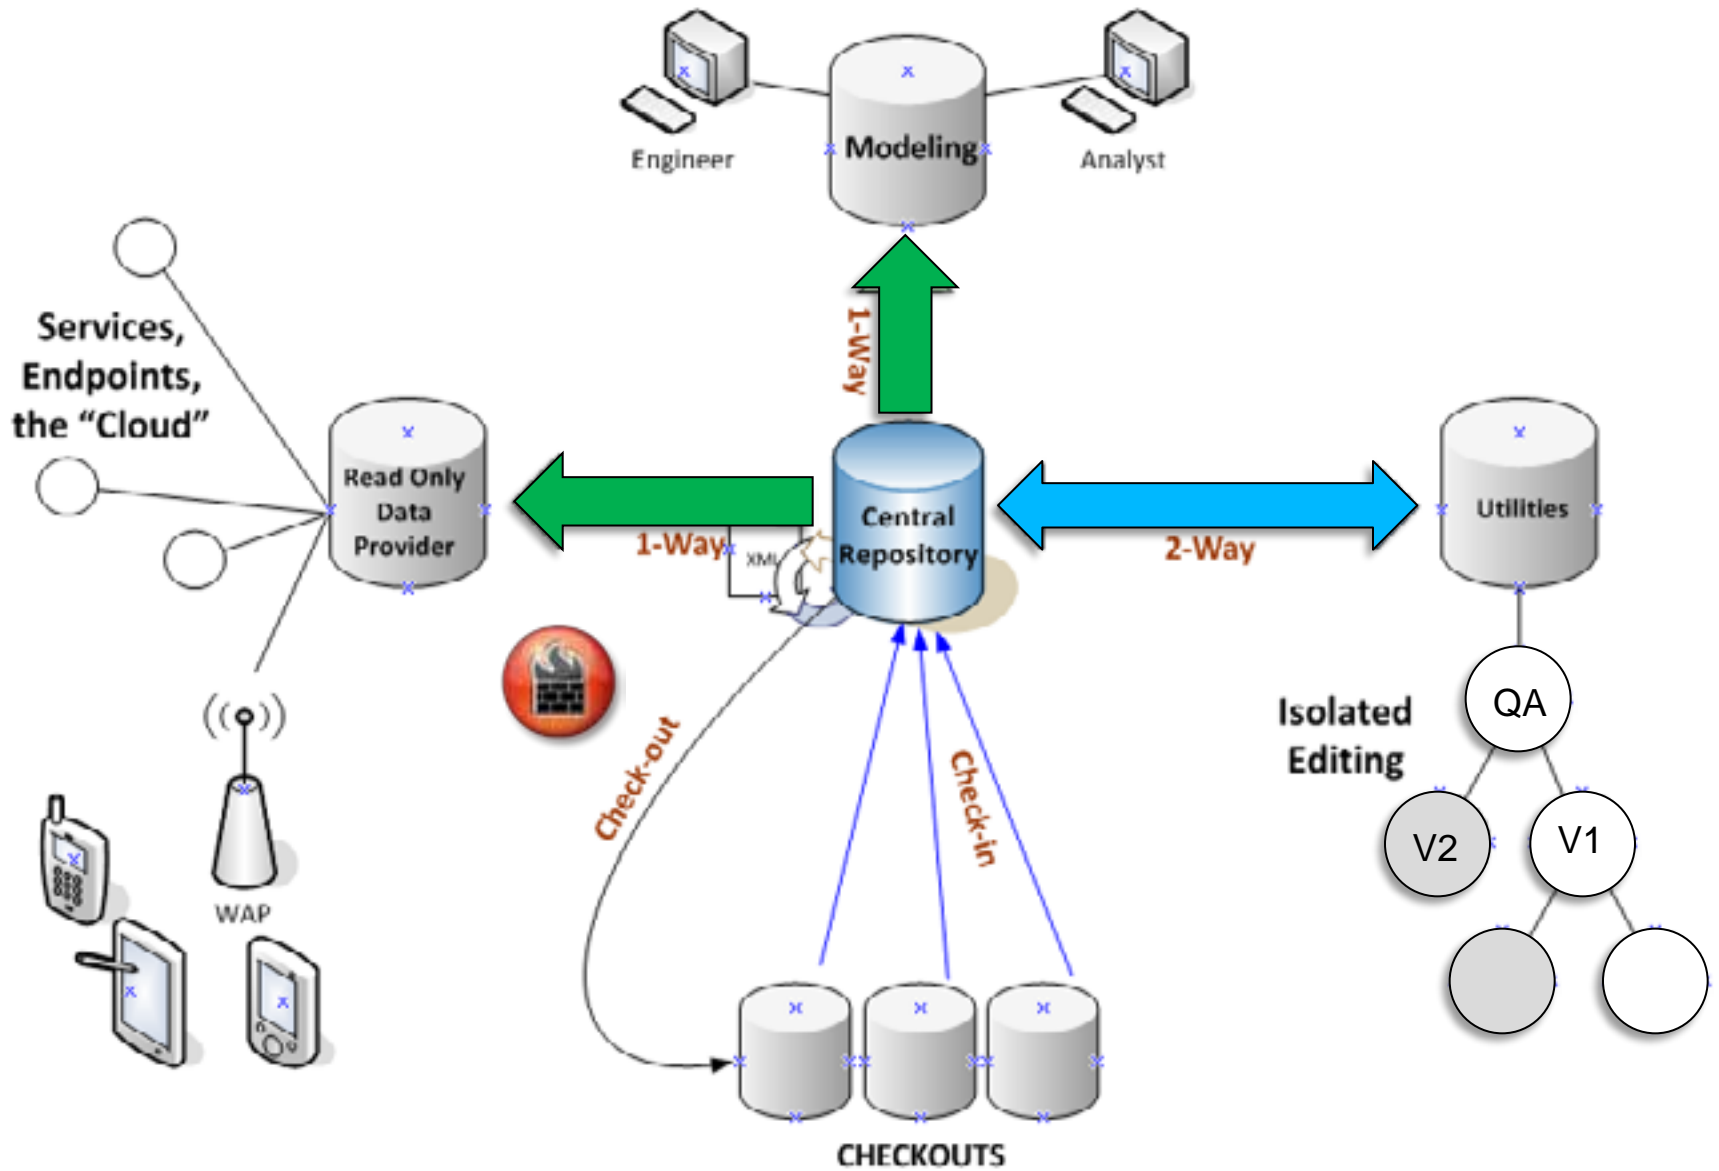 Engineer
Modeling
Analyst
1-Way
Services,
Endpoints,
the “Cloud”
Read Only
Data
Provider
1-Way
XML
Central
Repository
2-Way
Utilities
Check-out
Check-in
Isolated
Editing
QA
V2
V1
WAP
CHECKOUTS